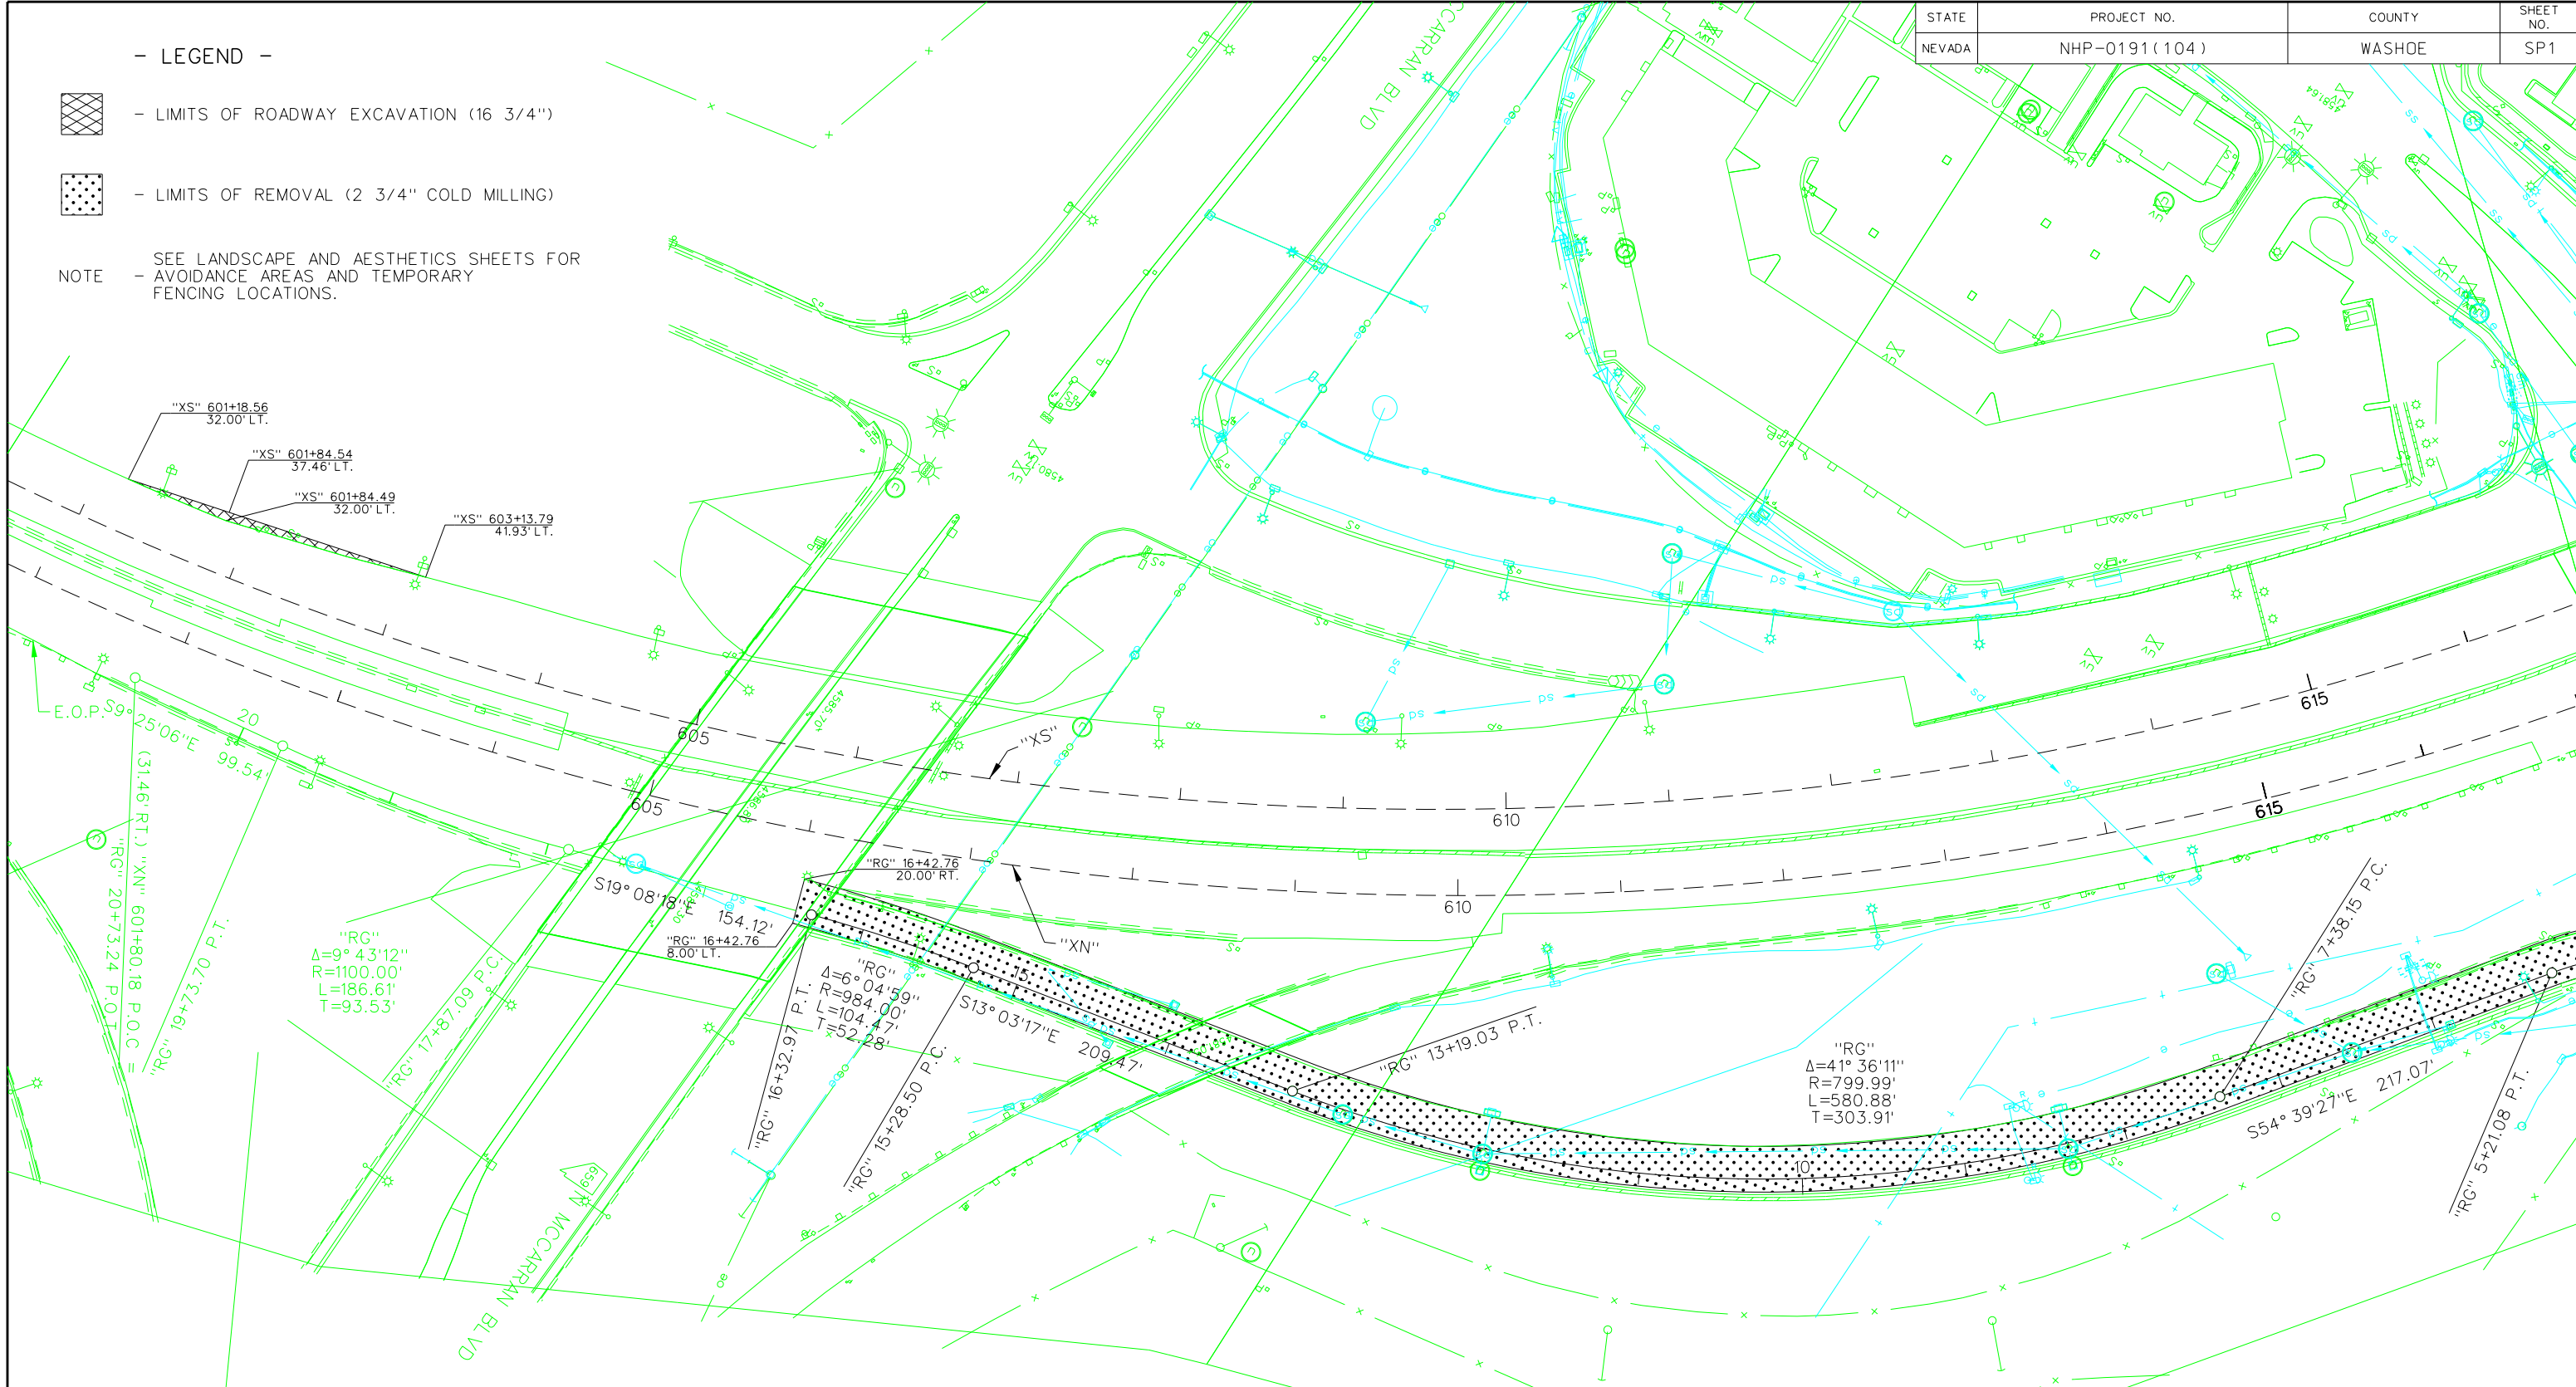 STATE
PROJECT NO.
COUNTY
SHEET NO.
NEVADA
NHP-0191(104)
WASHOE
SP1
- LEGEND -
- LIMITS OF ROADWAY EXCAVATION (16 3/4")
- LIMITS OF REMOVAL (2 3/4" COLD MILLING)
NOTE - SEE LANDSCAPE AND AESTHETICS SHEETS FOR
AVOIDANCE AREAS AND TEMPORARY
FENCING LOCATIONS.
CCARRAN BLVD
4581.64
4580.
"XS" 601+18.56
32.00' LT.
"XS" 601+84.54
37.46' LT.
"XS" 601+84.49
32.00' LT.
"XS" 603+13.79
41.93' LT.
E.O.P.
S9° 25'06"E 99.54'
20
605
605
4585.70'
4586.85
"XS"
610
615
615
610
"XN"
"RG" 16+42.76
20.00' RT.
S19° 08'18"E 154.12'
"RG" 16+42.76
8.00' LT.
(31.46' RT.) "XN" 601+80.18 P.O.C =
"RG" 20+73.24 P.O.T.
"RG" 19+73.70 P.T.
"RG"
Δ=9° 43'12"
R=1100.00'
L=186.61'
T=93.53'
"RG" 17+87.09 P.C.
"RG" 16+32.97 P.T.
"RG"
Δ=6° 04'59"
R=984.00'
L=104.47'
T=52.28'
"RG" 15+28.50 P.C.
15
S13° 03'17"E 209.47'
"RG" 13+19.03 P.T.
"RG"
Δ=41° 36'11"
R=799.99'
L=580.88'
T=303.91'
10
"RG" 7+38.15 P.C.
S54° 39'27"E 217.07'
"RG" 5+21.08 P.T.
659
N MCCARRAN BLVD